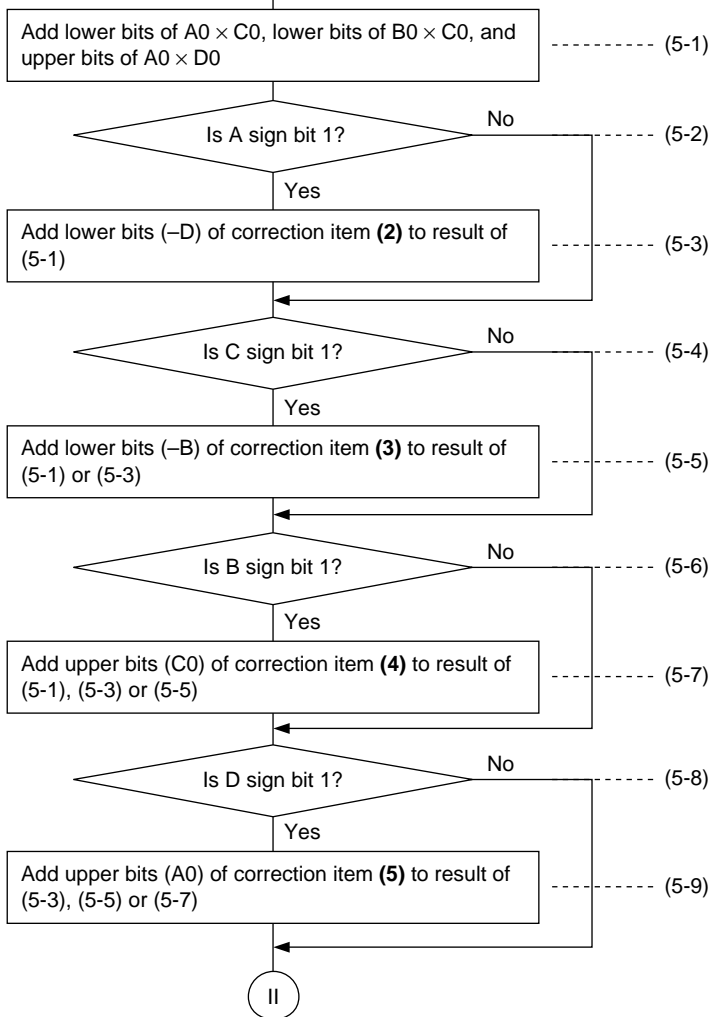 Add lower bits of A0 × C0, lower bits of B0 × C0, and
upper bits of A0 × D0
(5-1)
Is A sign bit 1?
No
(5-2)
Yes
Add lower bits (–D) of correction item (2) to result of
(5-1)
(5-3)
Is C sign bit 1?
No
(5-4)
Yes
Add lower bits (–B) of correction item (3) to result of
(5-1) or (5-3)
(5-5)
Is B sign bit 1?
No
(5-6)
Yes
Add upper bits (C0) of correction item (4) to result of
(5-1), (5-3) or (5-5)
(5-7)
Is D sign bit 1?
No
(5-8)
Yes
Add upper bits (A0) of correction item (5) to result of
(5-3), (5-5) or (5-7)
(5-9)
II